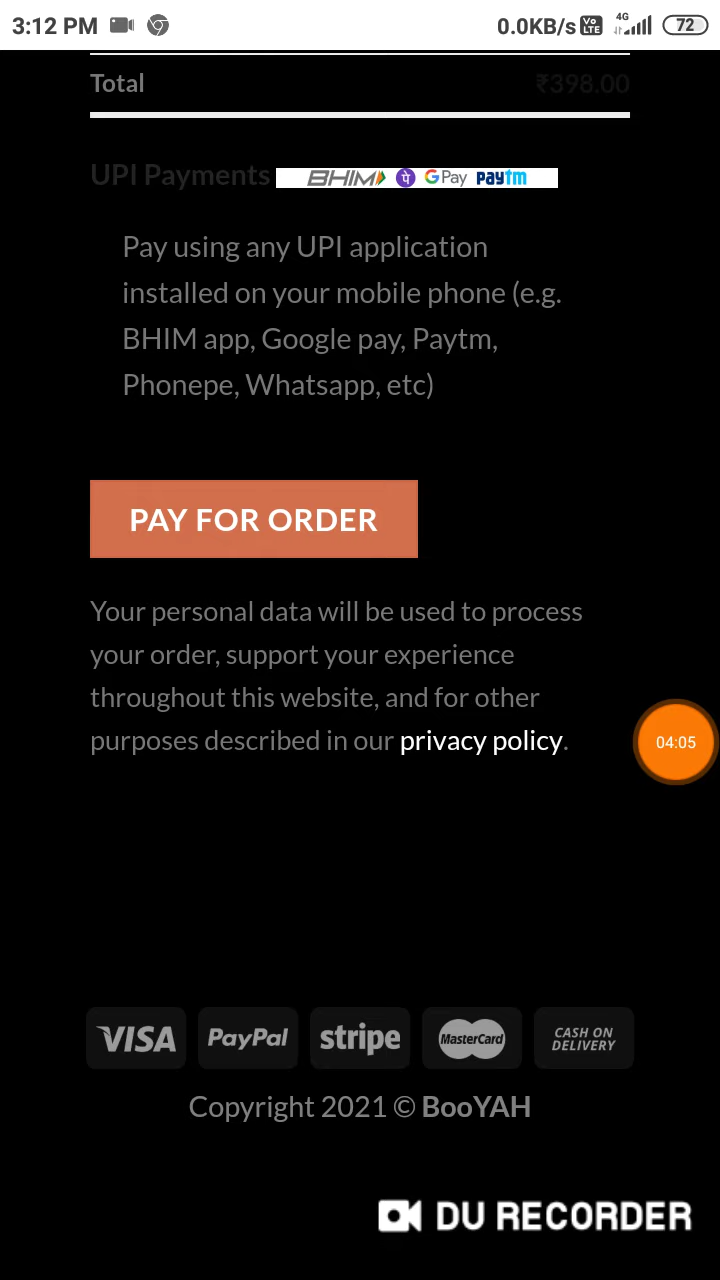 3:12 PM 0.0KB/s Vo LTE 4G 72
Total ₹398.00
UPI Payments BHIM पे G Pay paytm
Pay using any UPI application
installed on your mobile phone (e.g.
BHIM app, Google pay, Paytm,
Phonepe, Whatsapp, etc)
PAY FOR ORDER
Your personal data will be used to process
your order, support your experience
throughout this website, and for other
purposes described in our privacy policy.
04:05
VISA PayPal stripe MasterCard CASH ON DELIVERY
Copyright 2021 © BooYAH
DU RECORDER